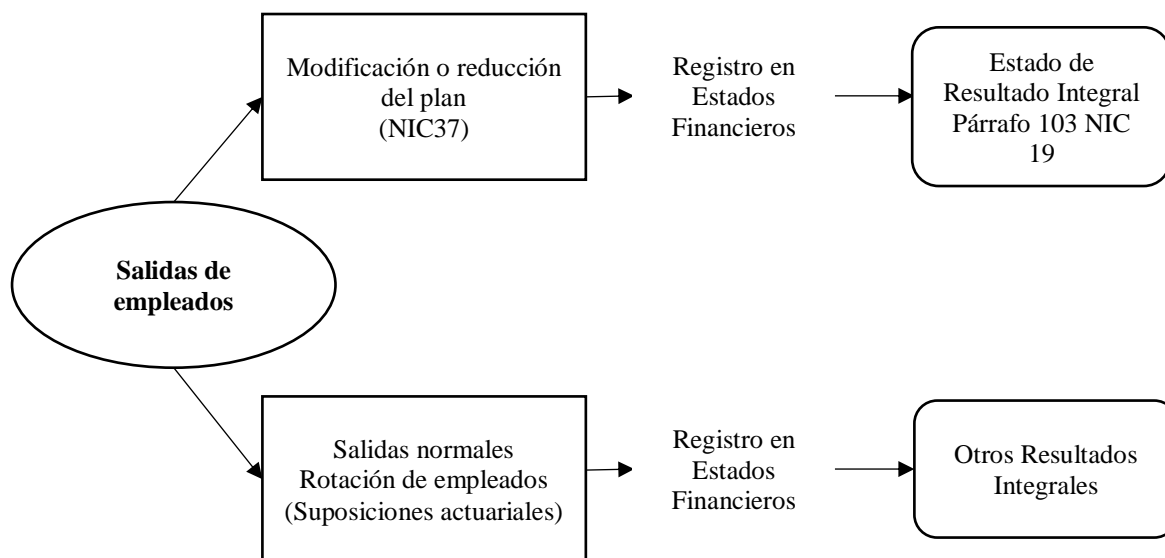 Modificación o reducción
del plan
(NIC37)
Registro en
Estados
Financieros
Estado de
Resultado Integral
Párrafo 103 NIC
19
Salidas de
empleados
Salidas normales
Rotación de empleados
(Suposiciones actuariales)
Registro en
Estados
Financieros
Otros Resultados
Integrales